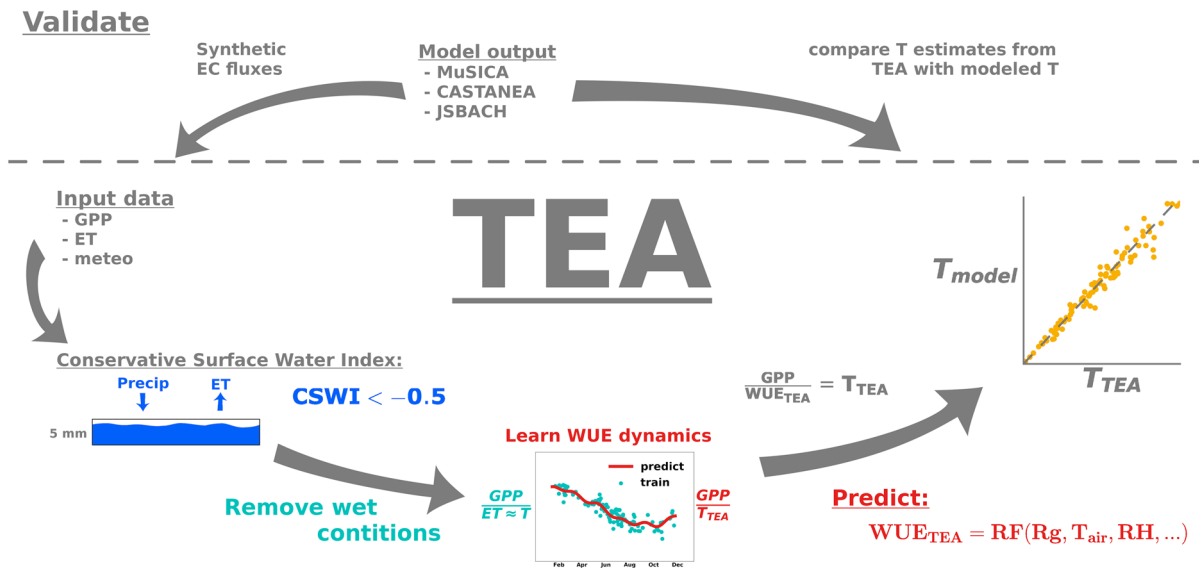 Validate
Synthetic
EC fluxes
Model output
- MuSICA
- CASTANEA
- JSBACH
compare T estimates from
TEA with modeled T
Input data
- GPP
- ET
- meteo
TEA
T_model
T_TEA
Conservative Surface Water Index:
Precip
ET
CSWI < −0.5
5 mm
GPP / WUE_TEA = T_TEA
Learn WUE dynamics
predict
train
GPP / ET ≈ T
GPP / T_TEA
Feb Apr Jun Aug Oct Dec
Remove wet
contitions
Predict:
WUE_TEA = RF(Rg, T_air, RH, ...)